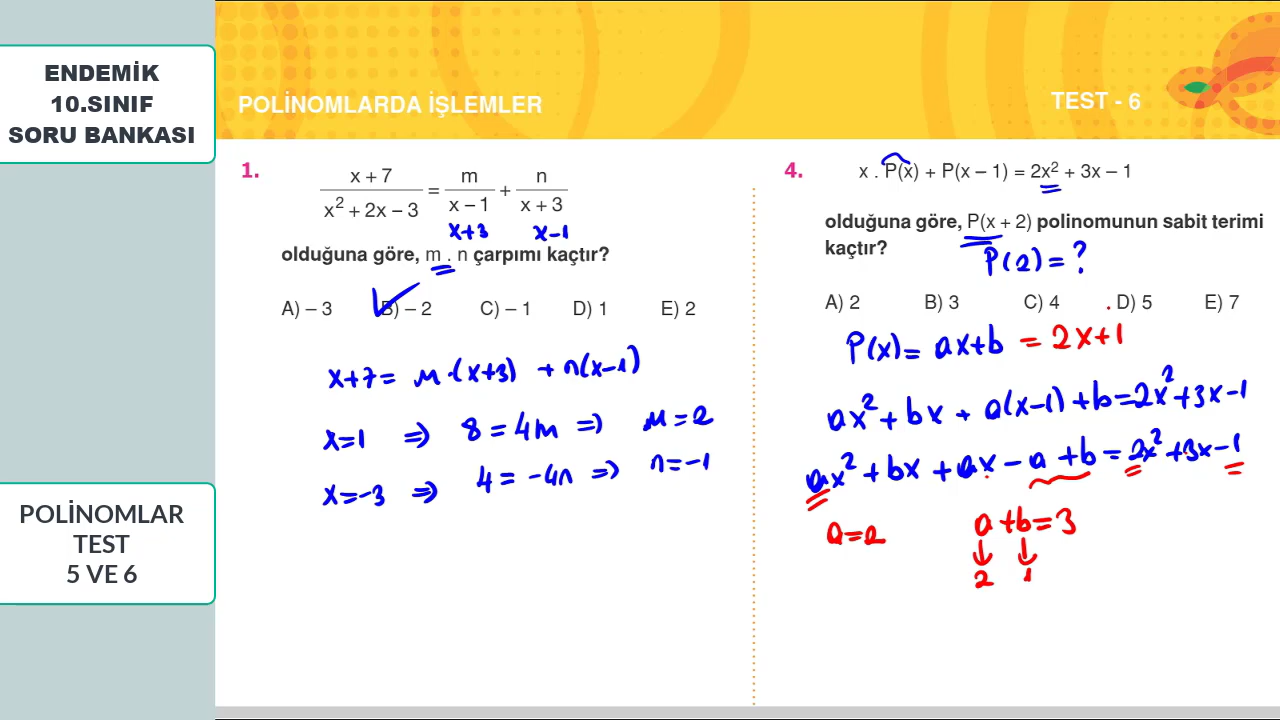 ENDEMİK
10.SINIF
SORU BANKASI
POLİNOMLAR
TEST
5 VE 6
POLİNOMLARDA İŞLEMLER
TEST - 6
1.
x + 7 / x² + 2x – 3 = m / x – 1 + n / x + 3
x+3 x-1
olduğuna göre, m . n çarpımı kaçtır?
A) – 3 B) – 2 C) – 1 D) 1 E) 2
x+7= m·(x+3) + n(x-1)
x=1 ⇒ 8 = 4m ⇒ m=2
x=-3 ⇒ 4 = -4n ⇒ n=-1
4.
x . P(x) + P(x – 1) = 2x² + 3x – 1
olduğuna göre, P(x + 2) polinomunun sabit terimi
kaçtır?
P(2)=?
A) 2 B) 3 C) 4 D) 5 E) 7
P(x)= ax+b = 2x+1
ax²+bx+a(x-1)+b=2x²+3x-1
ax²+bx+ax-a+b=2x²+3x-1
a=2 a+b=3
↓ ↓
2 1